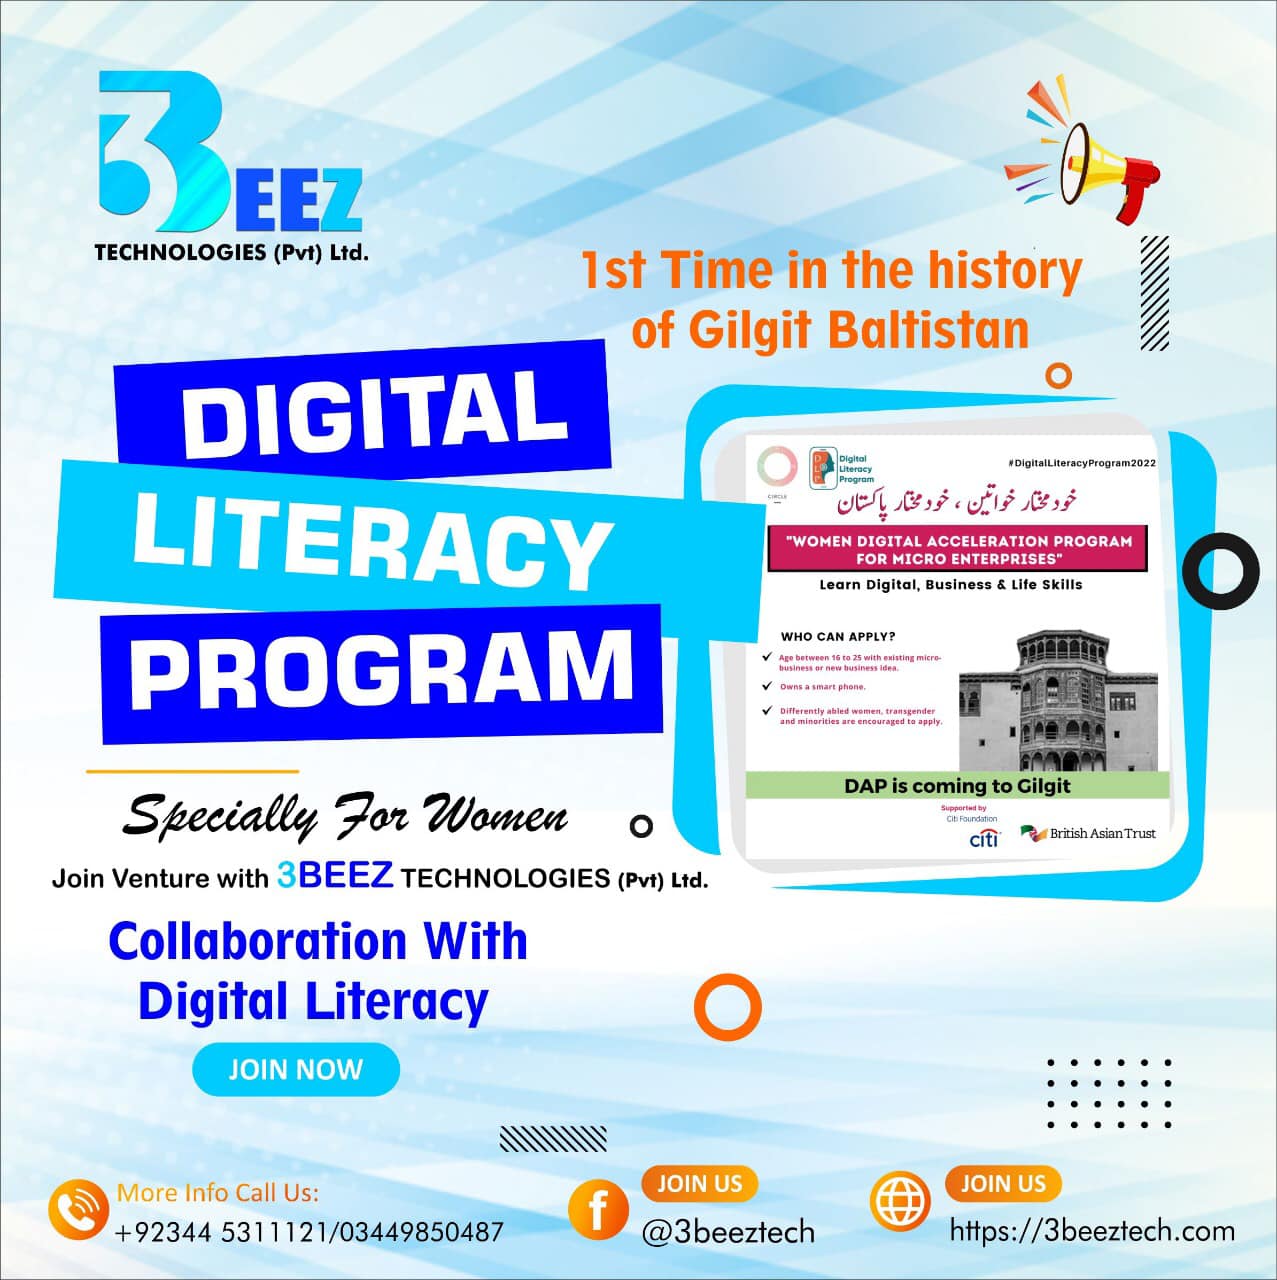 3BEEZ
TECHNOLOGIES (Pvt) Ltd.
1st Time in the history
of Gilgit Baltistan
DIGITAL
LITERACY
PROGRAM
Specially For Women
Join Venture with 3BEEZ TECHNOLOGIES (Pvt) Ltd.
Collaboration With
Digital Literacy
JOIN NOW
CIRCLE
DLP
Digital
Literacy
Program
#DigitalLiteracyProgram2022
خود مختار خواتین ، خود مختار پاکستان
"WOMEN DIGITAL ACCELERATION PROGRAM
FOR MICRO ENTERPRISES"
Learn Digital, Business & Life Skills
WHO CAN APPLY?
Age between 16 to 25 with existing micro-
business or new business idea.
Owns a smart phone.
Differently abled women, transgender
and minorities are encouraged to apply.
DAP is coming to Gilgit
Supported by
Citi Foundation
citi
British Asian Trust
More Info Call Us:
+92344 5311121/03449850487
JOIN US
@3beeztech
JOIN US
https://3beeztech.com